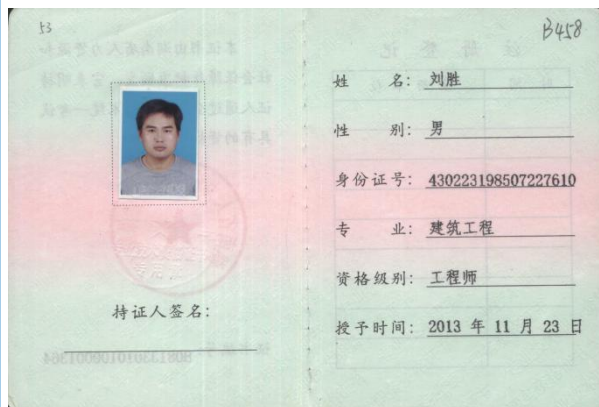 53
B458
姓 名: 刘胜
性 别: 男
身份证号: 430223198507227610
专 业: 建筑工程
资格级别: 工程师
授予时间: 2013 年 11 月 23 日
持证人签名: